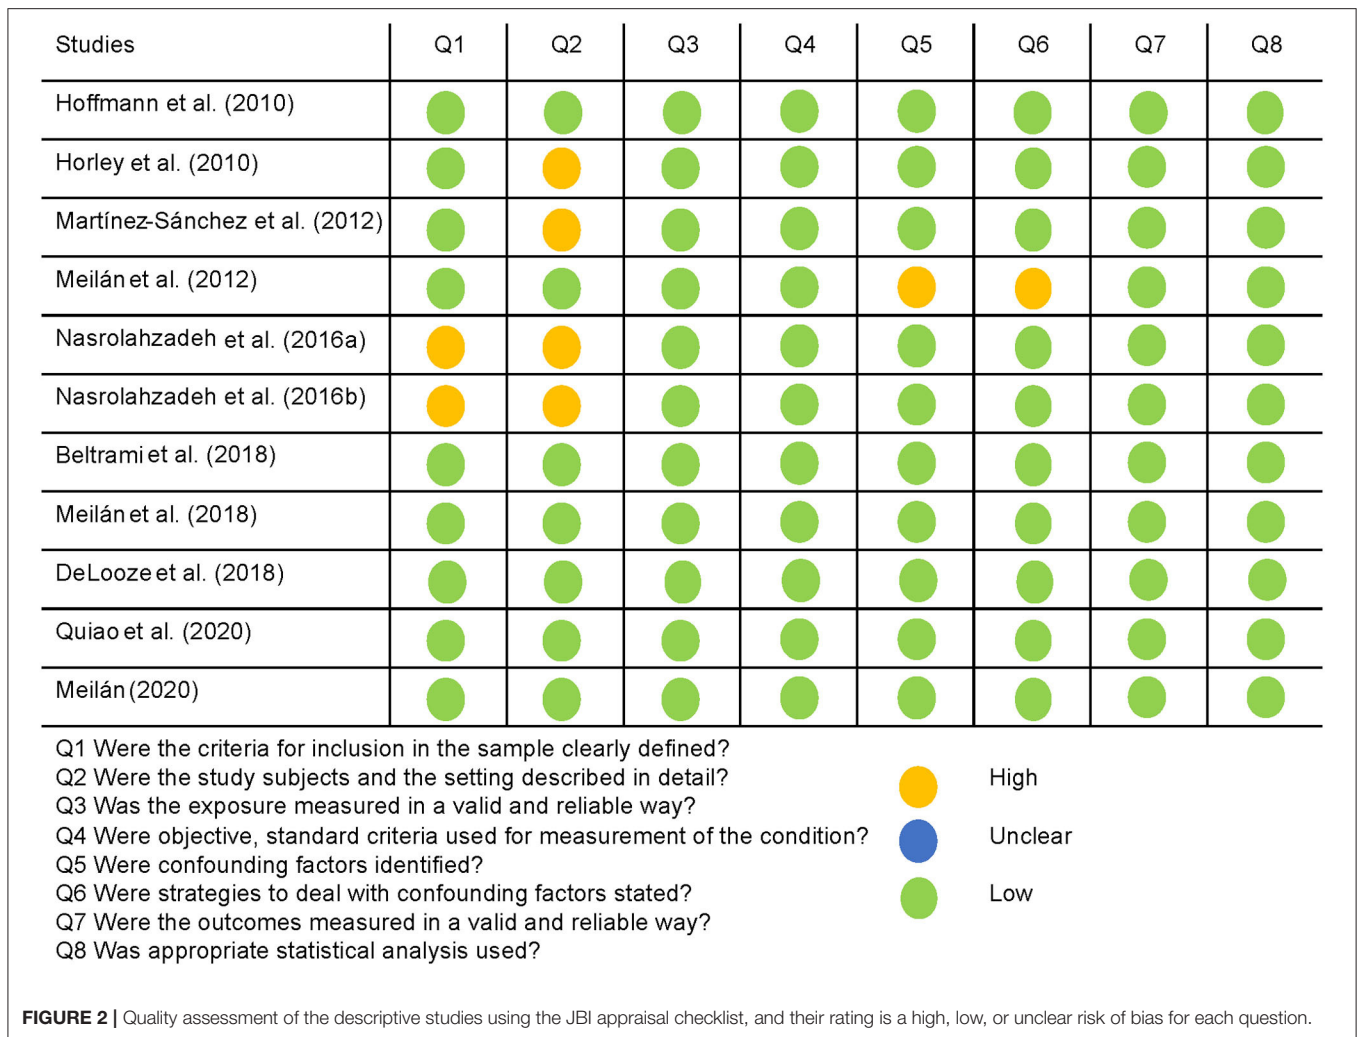 Studies Q1 Q2 Q3 Q4 Q5 Q6 Q7 Q8
Hoffmann et al. (2010)
Horley et al. (2010)
Martínez-Sánchez et al. (2012)
Meilán et al. (2012)
Nasrolahzadeh et al. (2016a)
Nasrolahzadeh et al. (2016b)
Beltrami et al. (2018)
Meilán et al. (2018)
DeLooze et al. (2018)
Quiao et al. (2020)
Meilán (2020)
Q1 Were the criteria for inclusion in the sample clearly defined?
Q2 Were the study subjects and the setting described in detail?
Q3 Was the exposure measured in a valid and reliable way?
Q4 Were objective, standard criteria used for measurement of the condition?
Q5 Were confounding factors identified?
Q6 Were strategies to deal with confounding factors stated?
Q7 Were the outcomes measured in a valid and reliable way?
Q8 Was appropriate statistical analysis used?
High
Unclear
Low
FIGURE 2 | Quality assessment of the descriptive studies using the JBI appraisal checklist, and their rating is a high, low, or unclear risk of bias for each question.